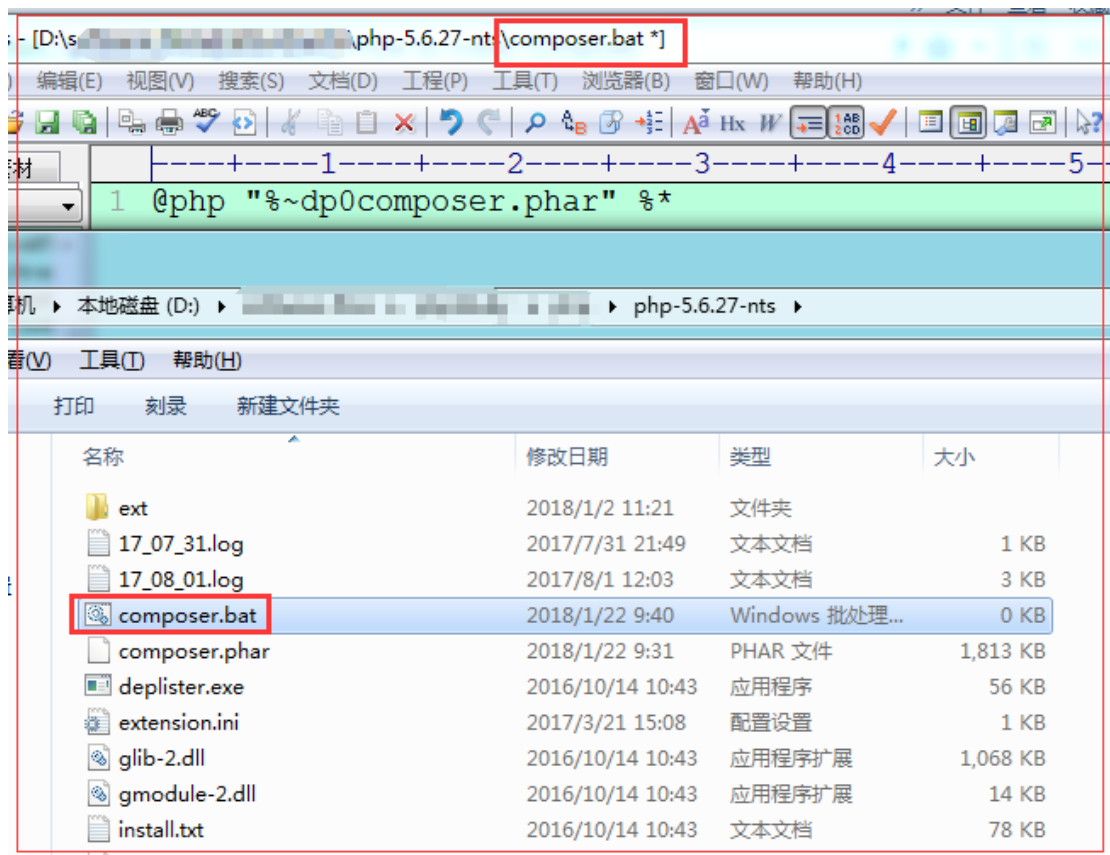 - [D:\s \php-5.6.27-nts\composer.bat *]
编辑(E) 视图(V) 搜索(S) 文档(D) 工程(P) 工具(T) 浏览器(B) 窗口(W) 帮助(H)
材 ├----+----1----+----2----+----3----+----4----+----5--
1 @php "%~dp0composer.phar" %*
机 ▸ 本地磁盘 (D:) ▸ ▸ php-5.6.27-nts ▸
看(V) 工具(T) 帮助(H)
打印 刻录 新建文件夹
名称 修改日期 类型 大小
ext 2018/1/2 11:21 文件夹
17_07_31.log 2017/7/31 21:49 文本文档 1 KB
17_08_01.log 2017/8/1 12:03 文本文档 3 KB
composer.bat 2018/1/22 9:40 Windows 批处理... 0 KB
composer.phar 2018/1/22 9:31 PHAR 文件 1,813 KB
deplister.exe 2016/10/14 10:43 应用程序 56 KB
extension.ini 2017/3/21 15:08 配置设置 1 KB
glib-2.dll 2016/10/14 10:43 应用程序扩展 1,068 KB
gmodule-2.dll 2016/10/14 10:43 应用程序扩展 14 KB
install.txt 2016/10/14 10:43 文本文档 78 KB